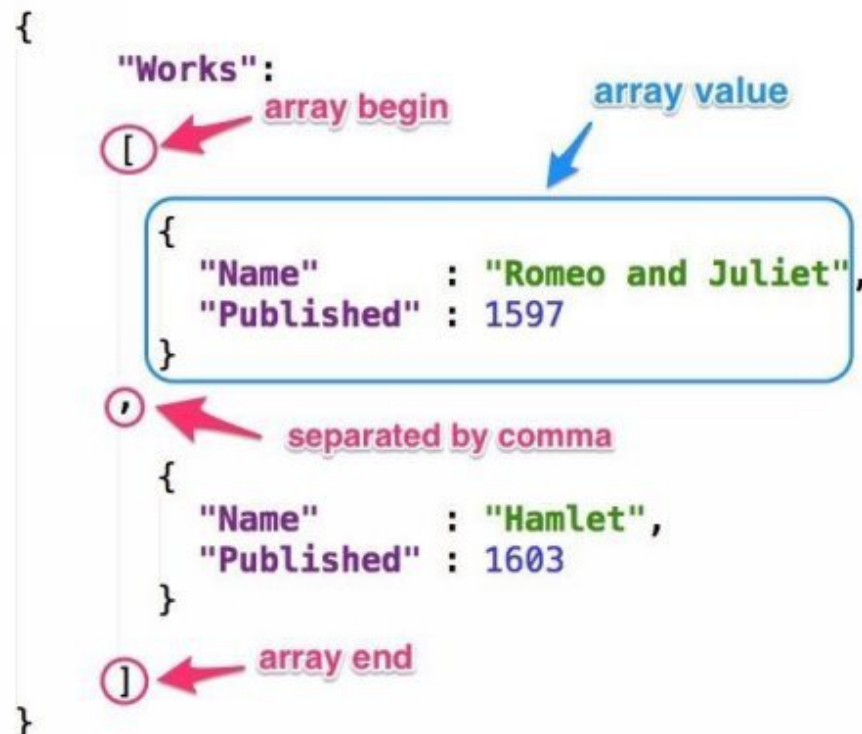 {
"Works":
array begin
array value
[
{
"Name" : "Romeo and Juliet",
"Published" : 1597
}
,
separated by comma
{
"Name" : "Hamlet",
"Published" : 1603
}
]
array end
}